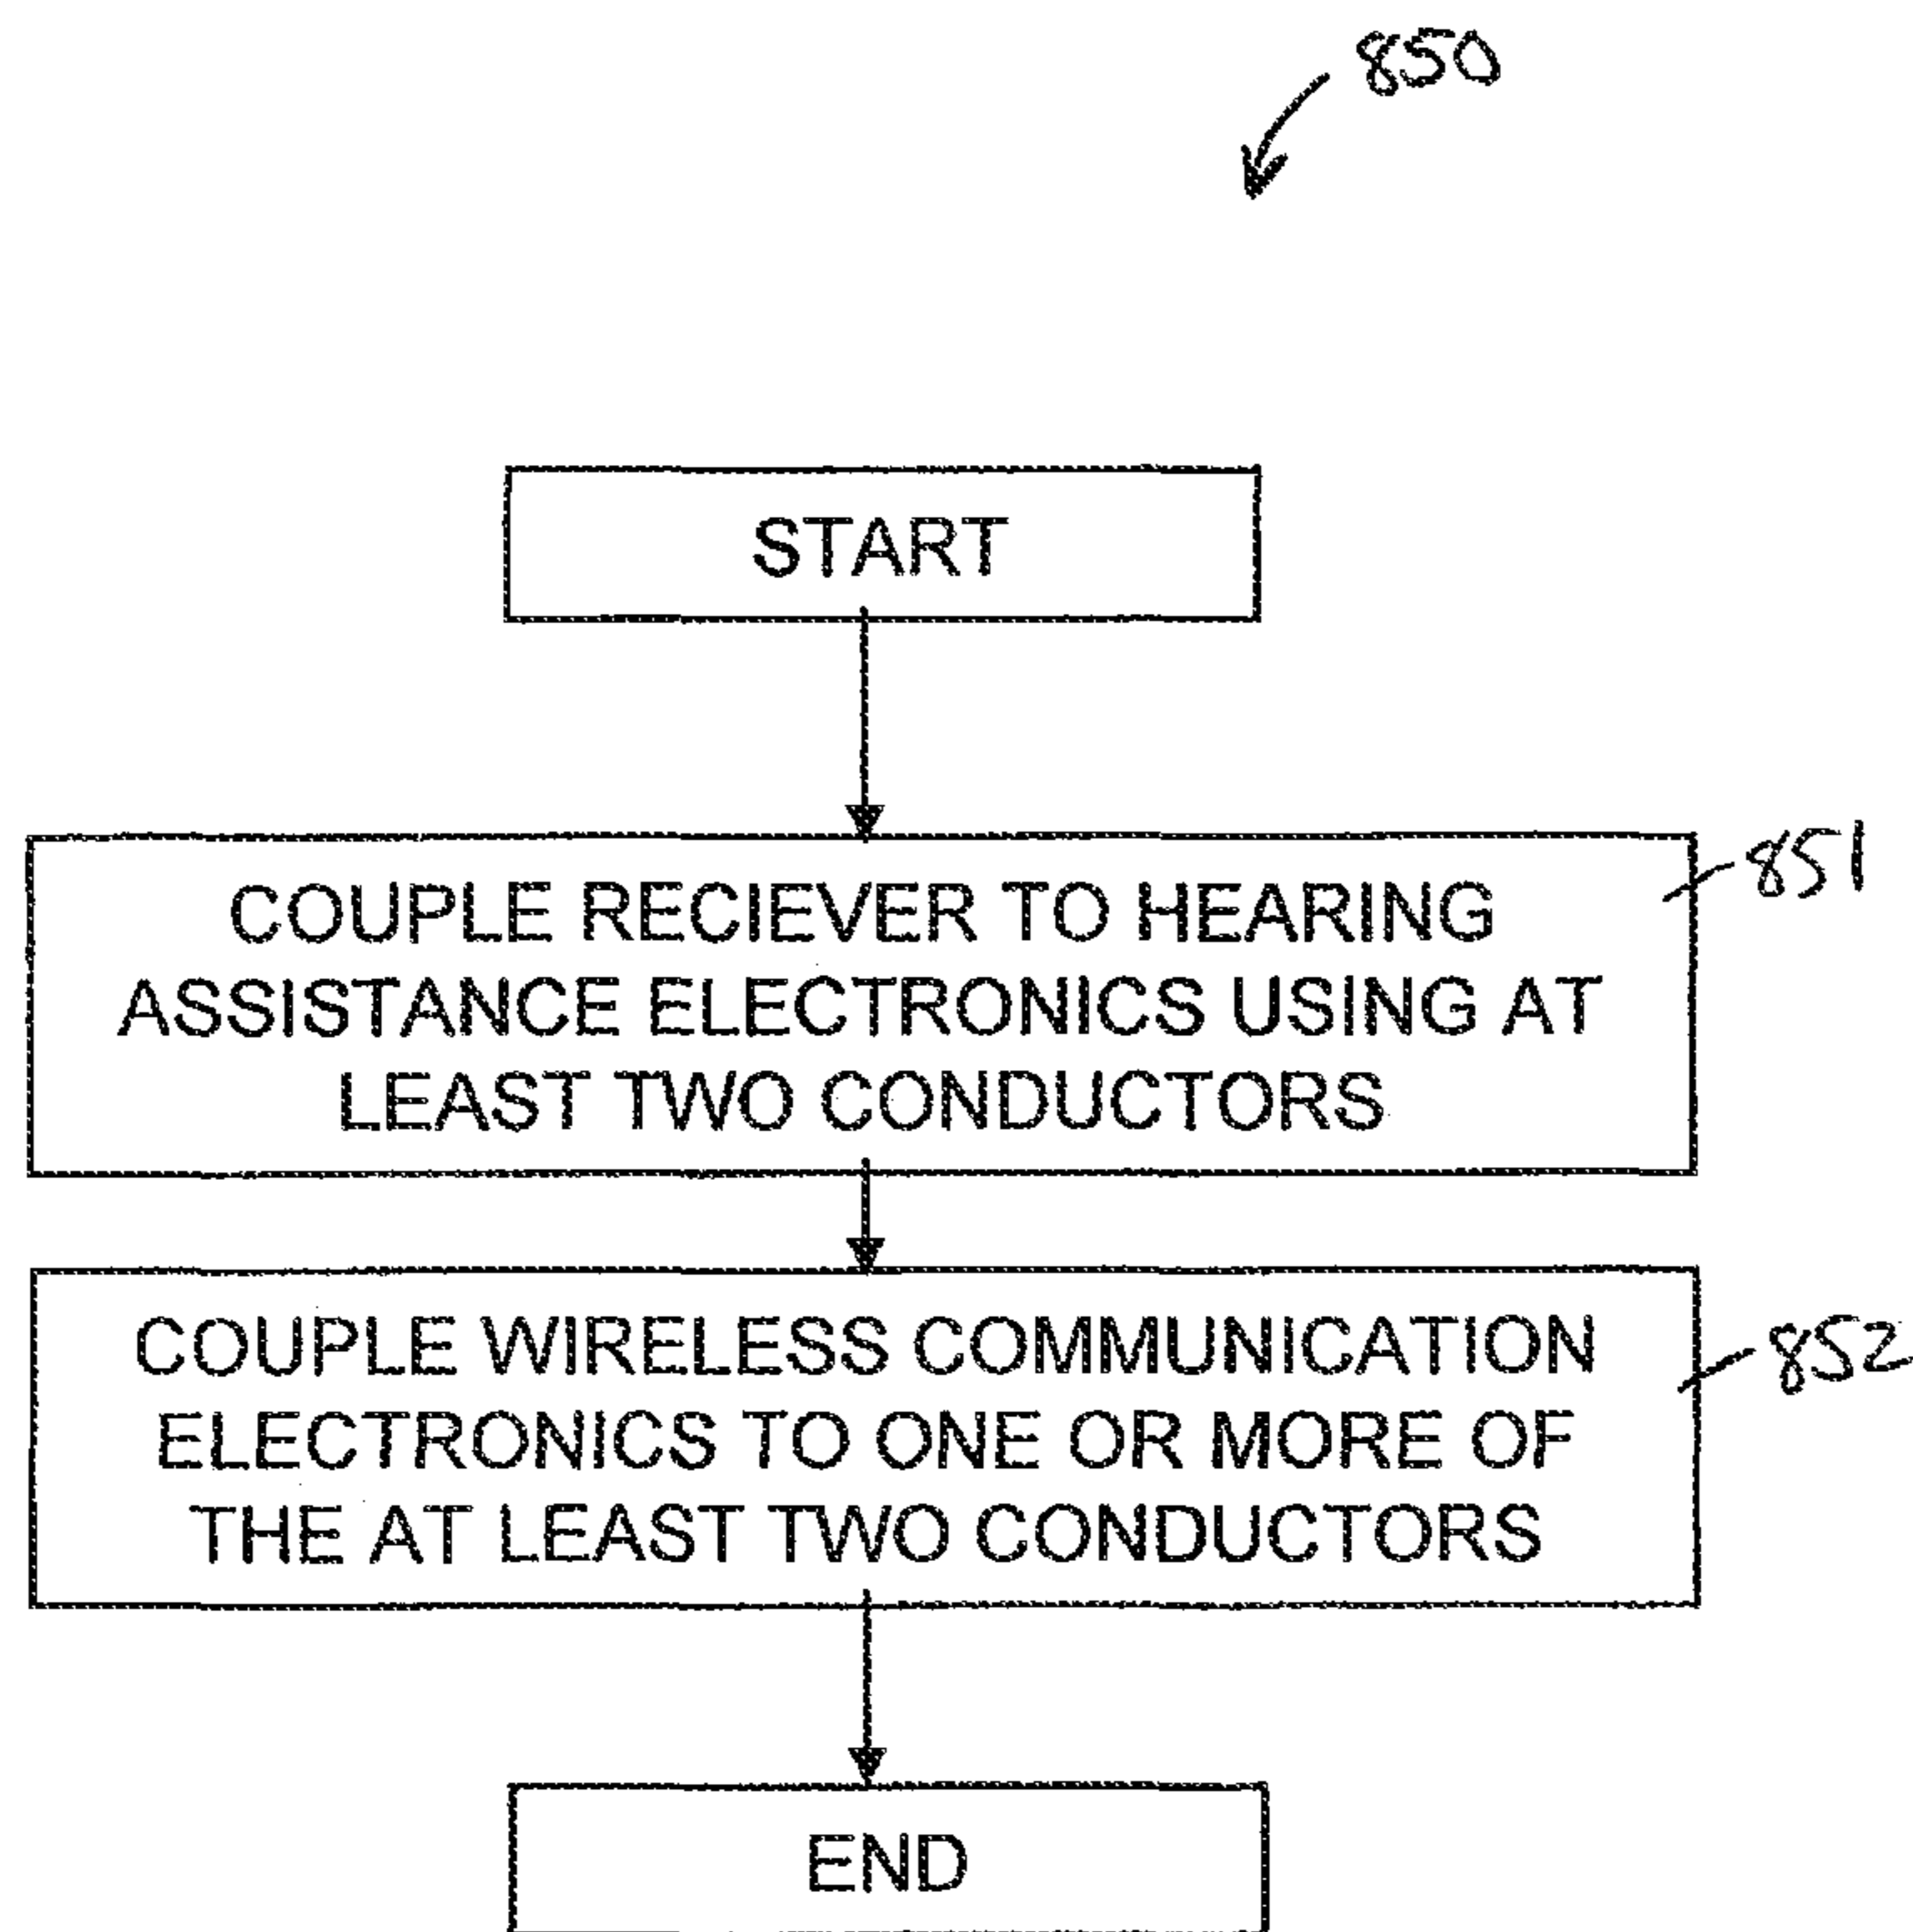 850
START
COUPLE RECIEVER TO HEARING
ASSISTANCE ELECTRONICS USING AT
LEAST TWO CONDUCTORS
851
COUPLE WIRELESS COMMUNICATION
ELECTRONICS TO ONE OR MORE OF
THE AT LEAST TWO CONDUCTORS
852
END